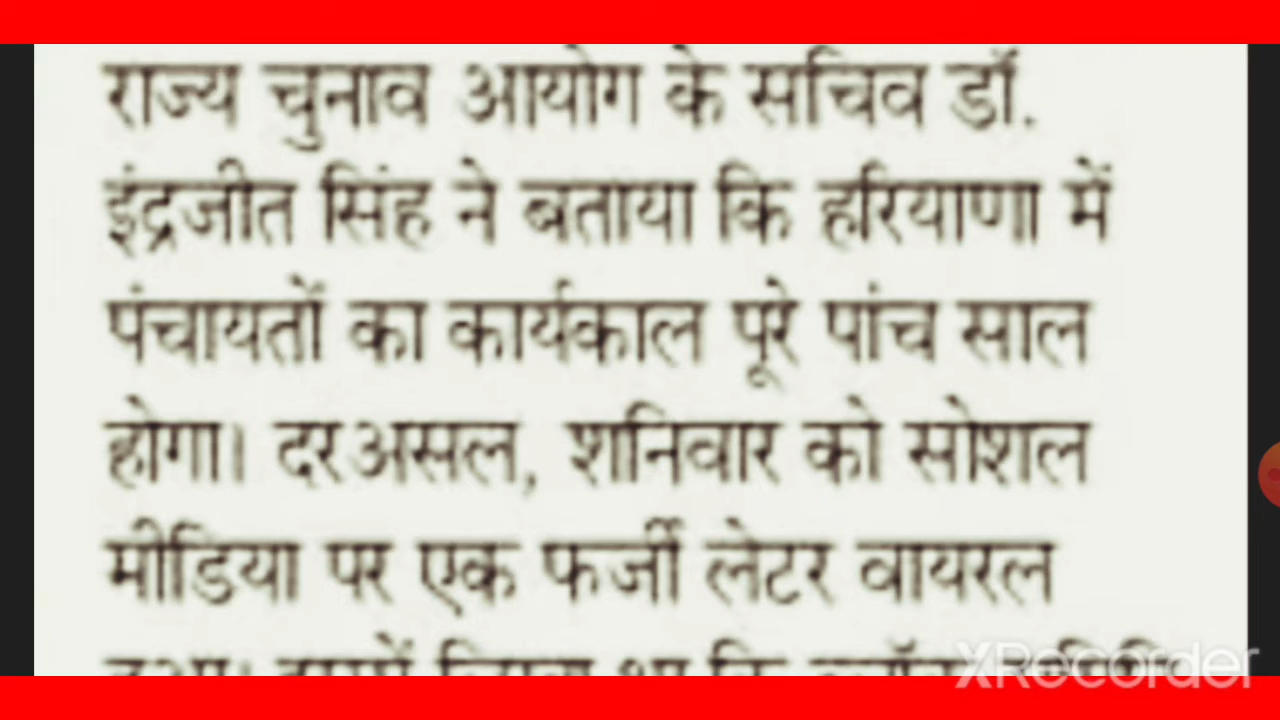 राज्य चुनाव आयोग के सचिव डॉ.
इंद्रजीत सिंह ने बताया कि हरियाणा में
पंचायतों का कार्यकाल पूरे पांच साल
होगा। दरअसल, शनिवार को सोशल
मीडिया पर एक फर्जी लेटर वायरल
XRecorder